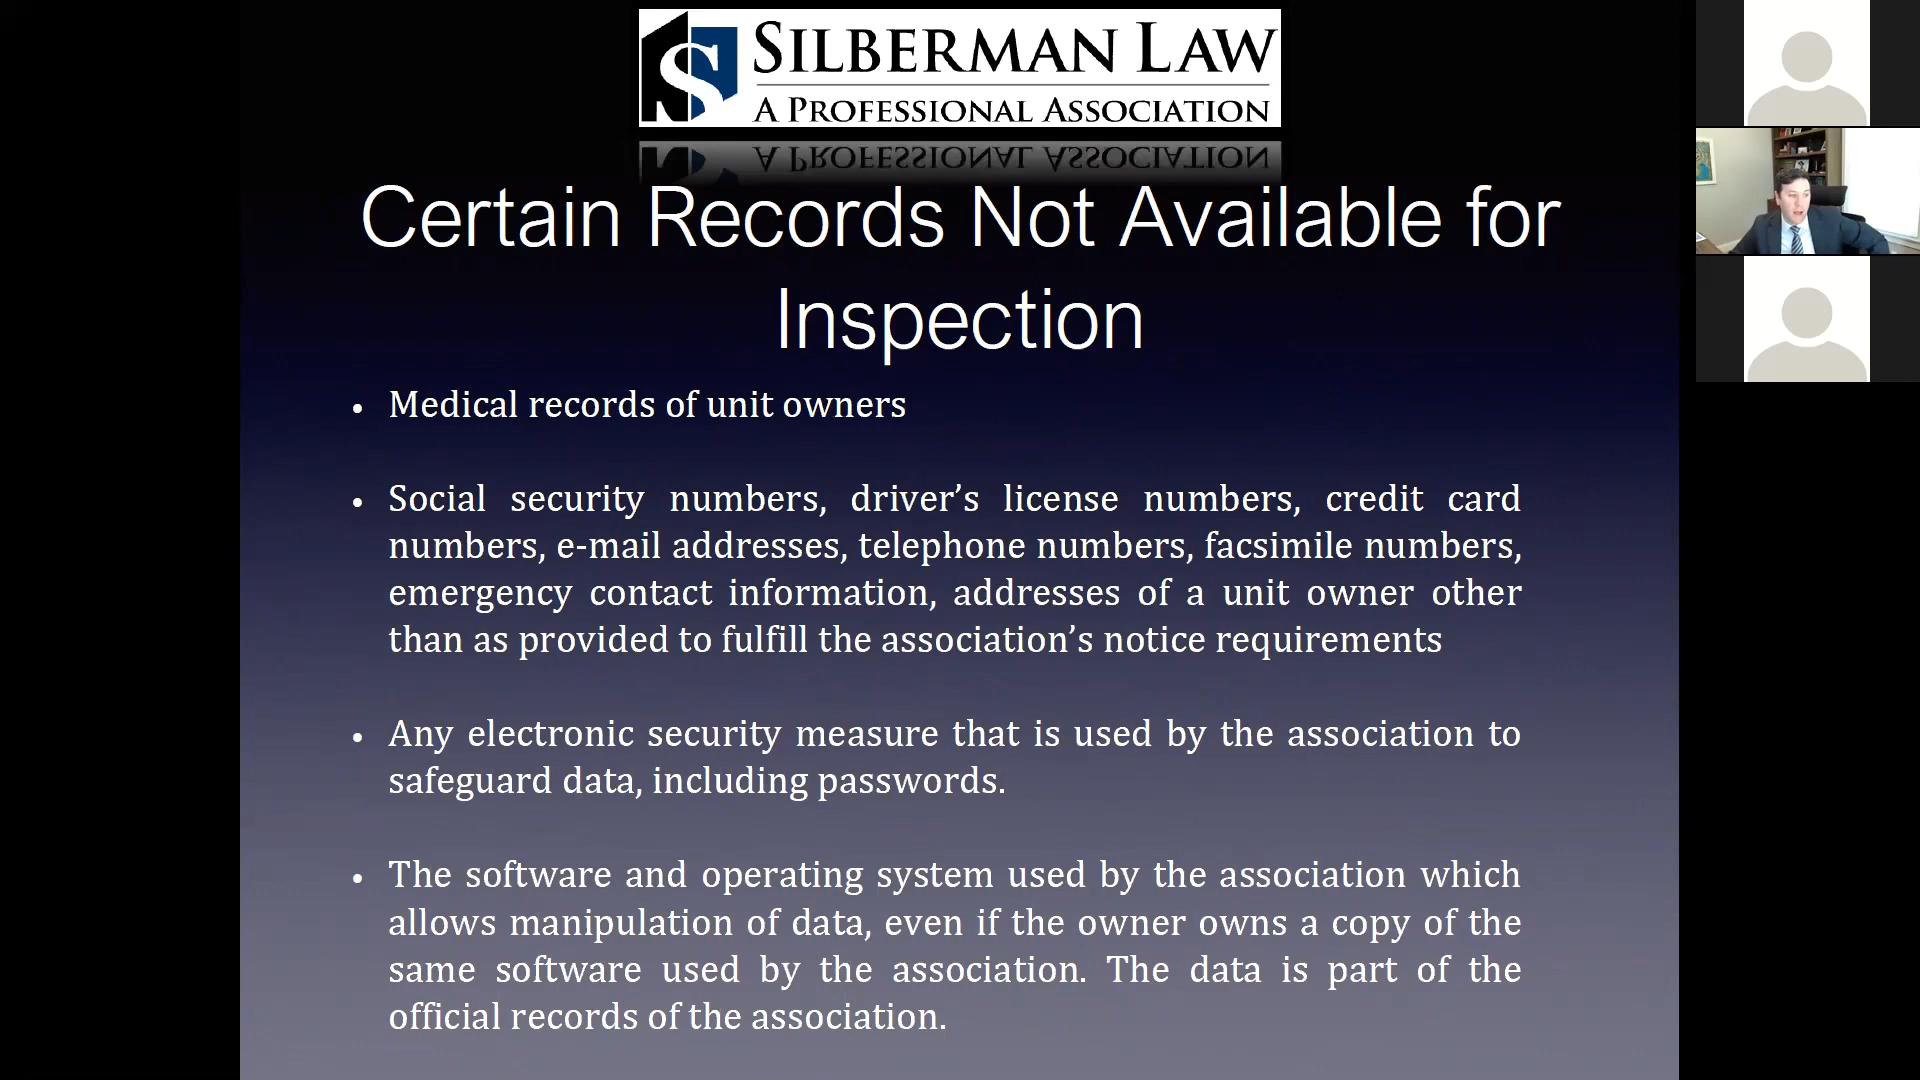 SILBERMAN LAW
A PROFESSIONAL ASSOCIATION
Certain Records Not Available for
Inspection
• Medical records of unit owners
• Social security numbers, driver’s license numbers, credit card
numbers, e-mail addresses, telephone numbers, facsimile numbers,
emergency contact information, addresses of a unit owner other
than as provided to fulfill the association’s notice requirements
• Any electronic security measure that is used by the association to
safeguard data, including passwords.
• The software and operating system used by the association which
allows manipulation of data, even if the owner owns a copy of the
same software used by the association. The data is part of the
official records of the association.